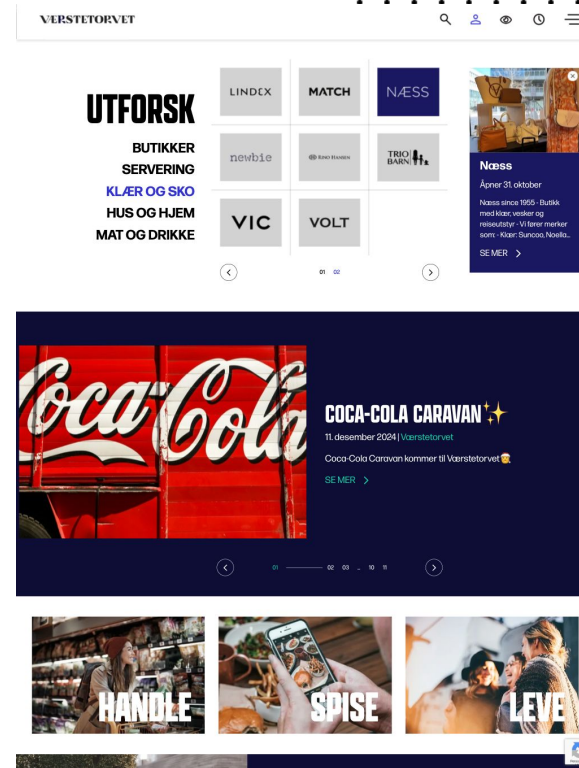 VÆRSTETORVET
UTFORSK
BUTIKKER
SERVERING
KLÆR OG SKO
HUS OG HJEM
MAT OG DRIKKE
LINDEX
MATCH
NÆSS
newbie
RING HANSEN
TRIO
BARN
VIC
VOLT
01 02
Næss
Åpner 31. oktober
Næss since 1955 - Butikk
med klær, vesker og
reiseutstyr - Vi fører merker
som: - Klær: Suncoo, Noella...
SE MER
Coca-Cola
COCA-COLA CARAVAN✨
11. desember 2024 | Værstetorvet
Coca-Cola Caravan kommer til Værstetorvet🎅
SE MER
01 02 03 ... 10 11
HANDLE
SPISE
LEVE